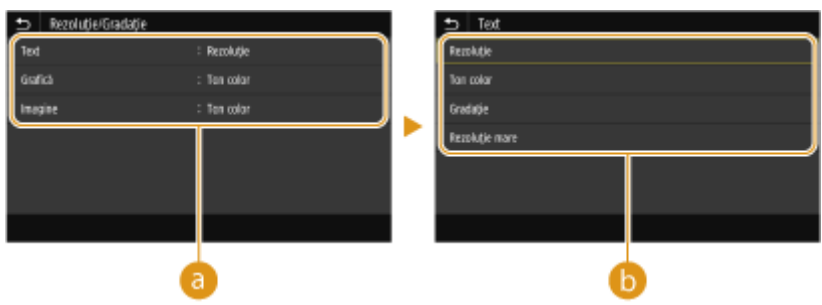 Rezoluție/Gradație
Text : Rezoluție
Grafică : Ton color
Imagine : Ton color
a
Text
Rezoluție
Ton color
Gradație
Rezoluție mare
b